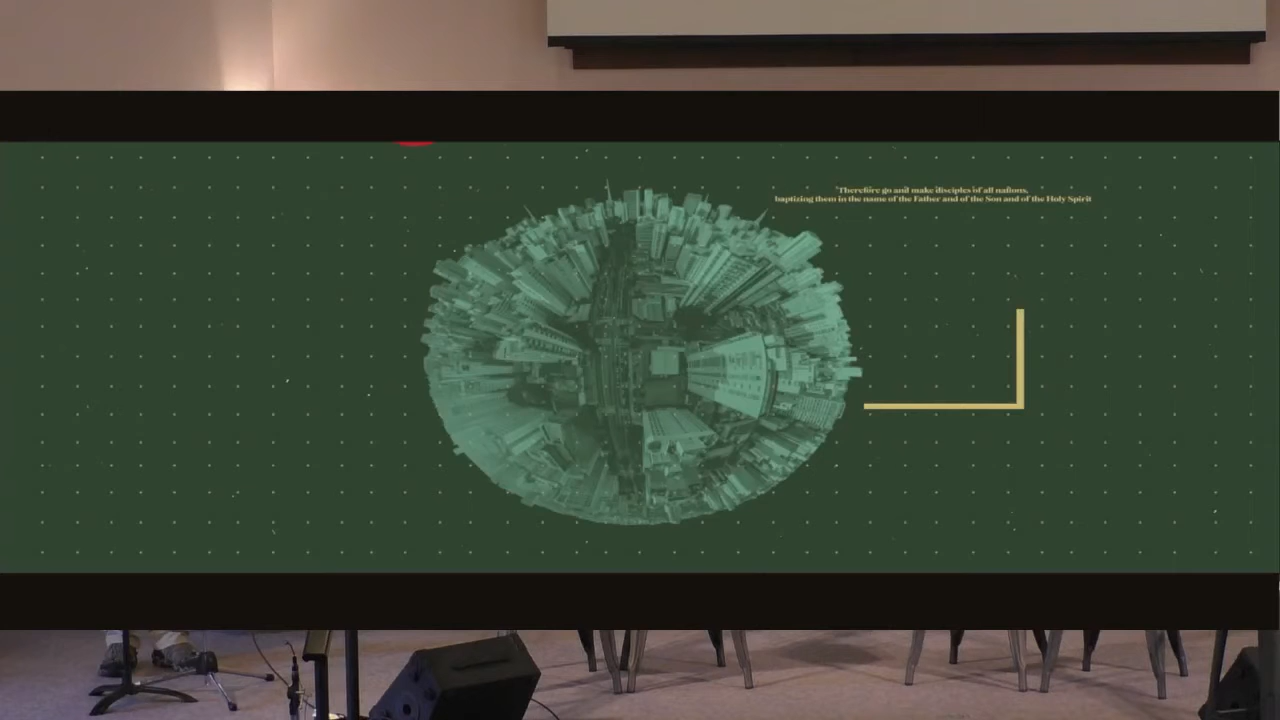 "Therefore go and make disciples of all nations,
baptizing them in the name of the Father and of the Son and of the Holy Spirit